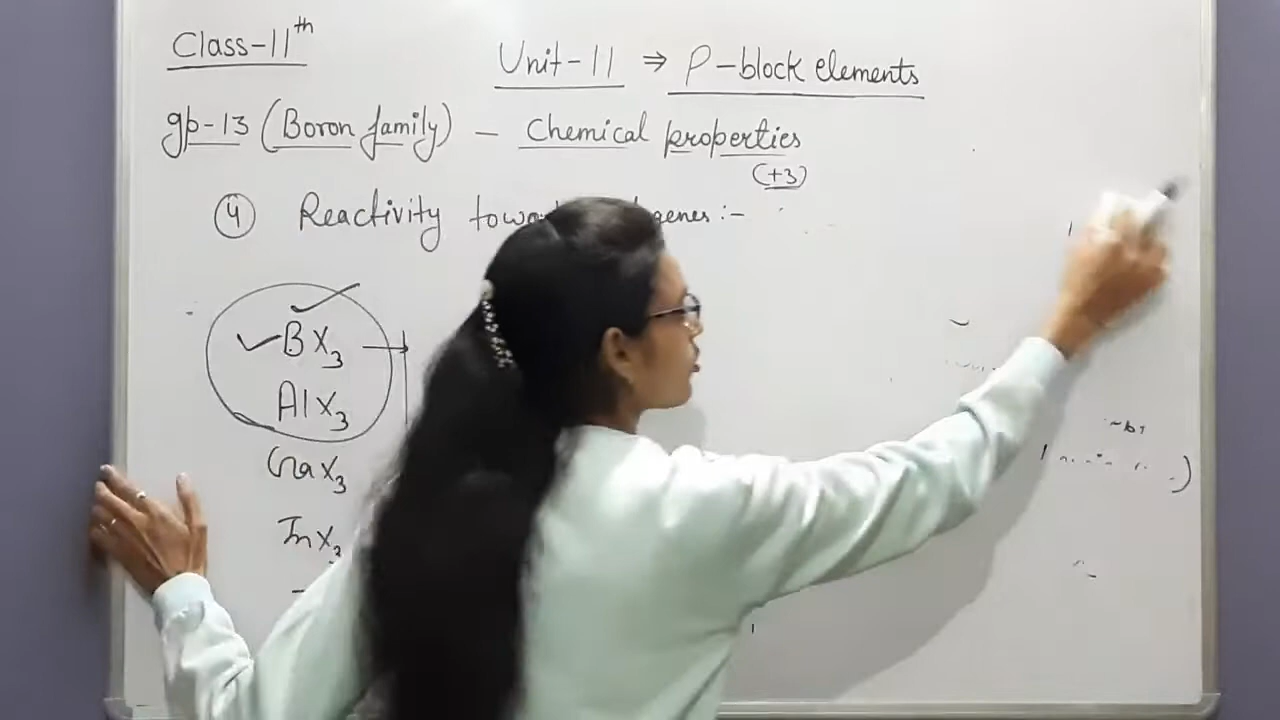 Class-11th
Unit-11 ⇒ P-block elements
gp-13 (Boron family) - Chemical properties
(+3)
④ Reactivity :-
BX3
AlX3
GaX3
InX3